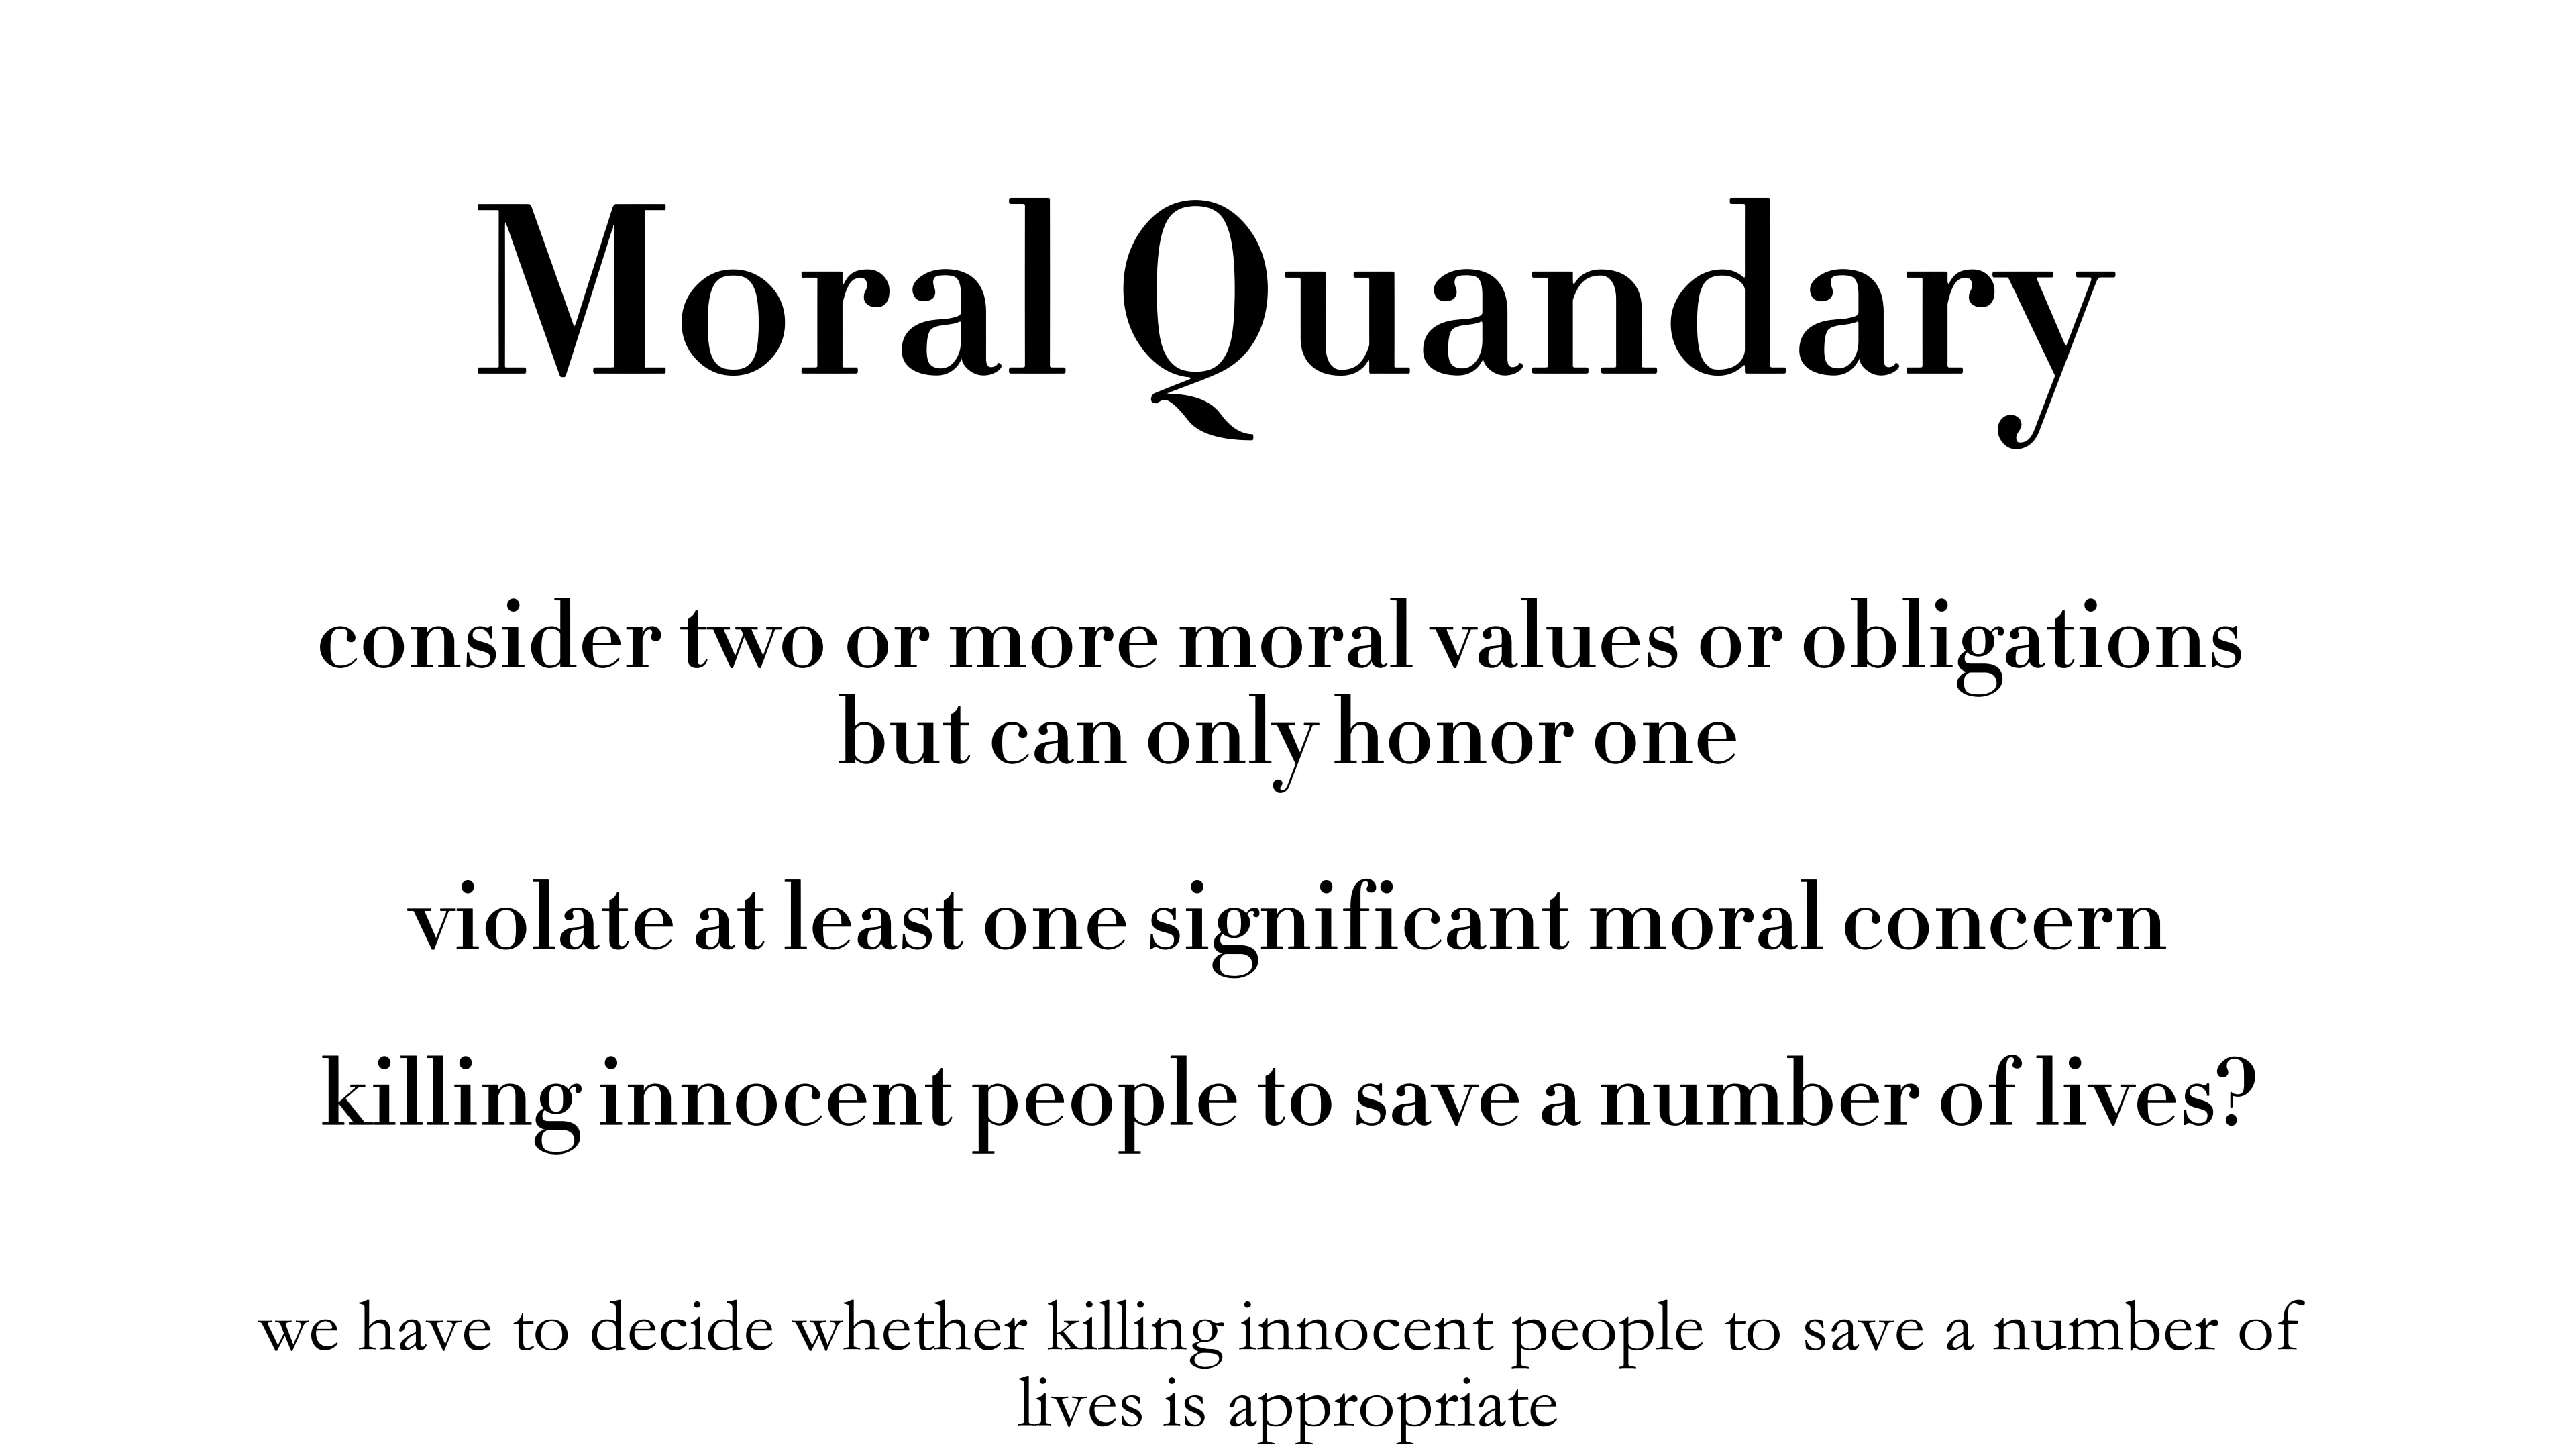 Moral Quandary
consider two or more moral values or obligations
but can only honor one
violate at least one significant moral concern
killing innocent people to save a number of lives?
we have to decide whether killing innocent people to save a number of
lives is appropriate